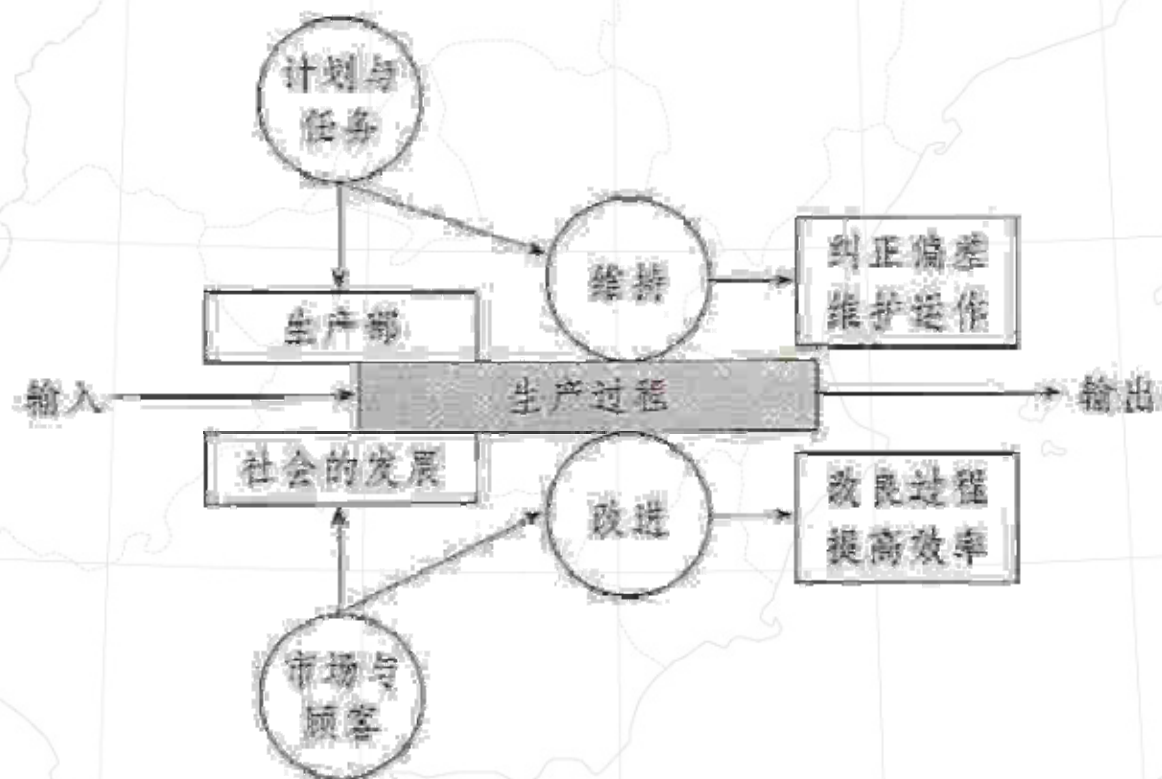 计划与
任务
维持
纠正偏差
维护运作
生产部
输入
生产过程
输出
社会的发展
改进
改良过程
提高效率
市场与
顾客